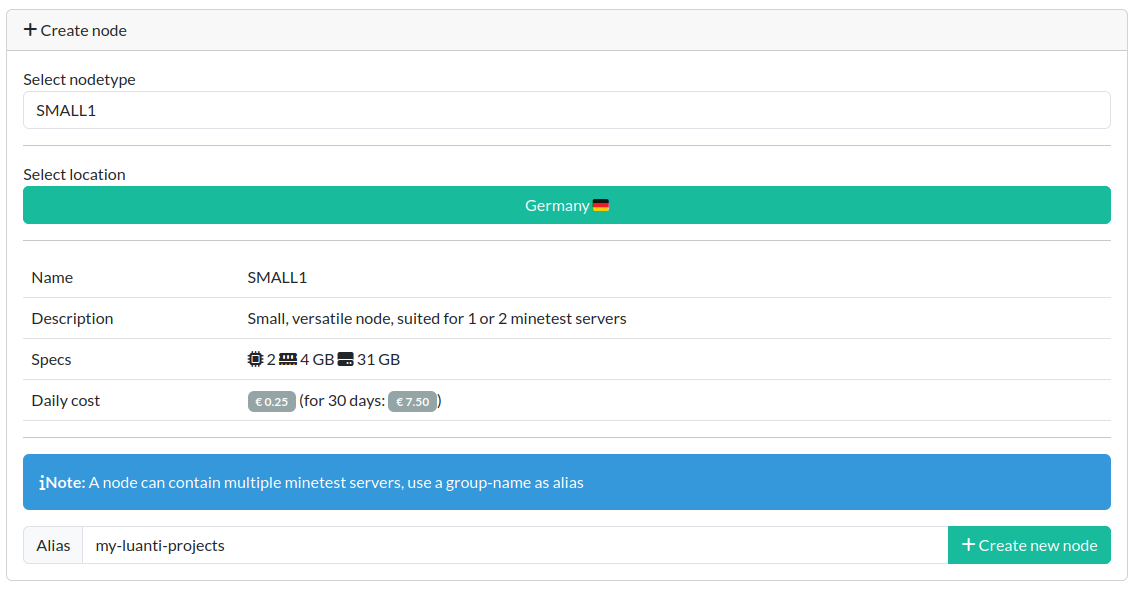 Create node
Select nodetype
SMALL1
Select location
Germany
Name SMALL1
Description Small, versatile node, suited for 1 or 2 minetest servers
Specs 2 4 GB 31 GB
Daily cost € 0.25 (for 30 days: € 7.50)
Note: A node can contain multiple minetest servers, use a group-name as alias
Alias my-luanti-projects Create new node